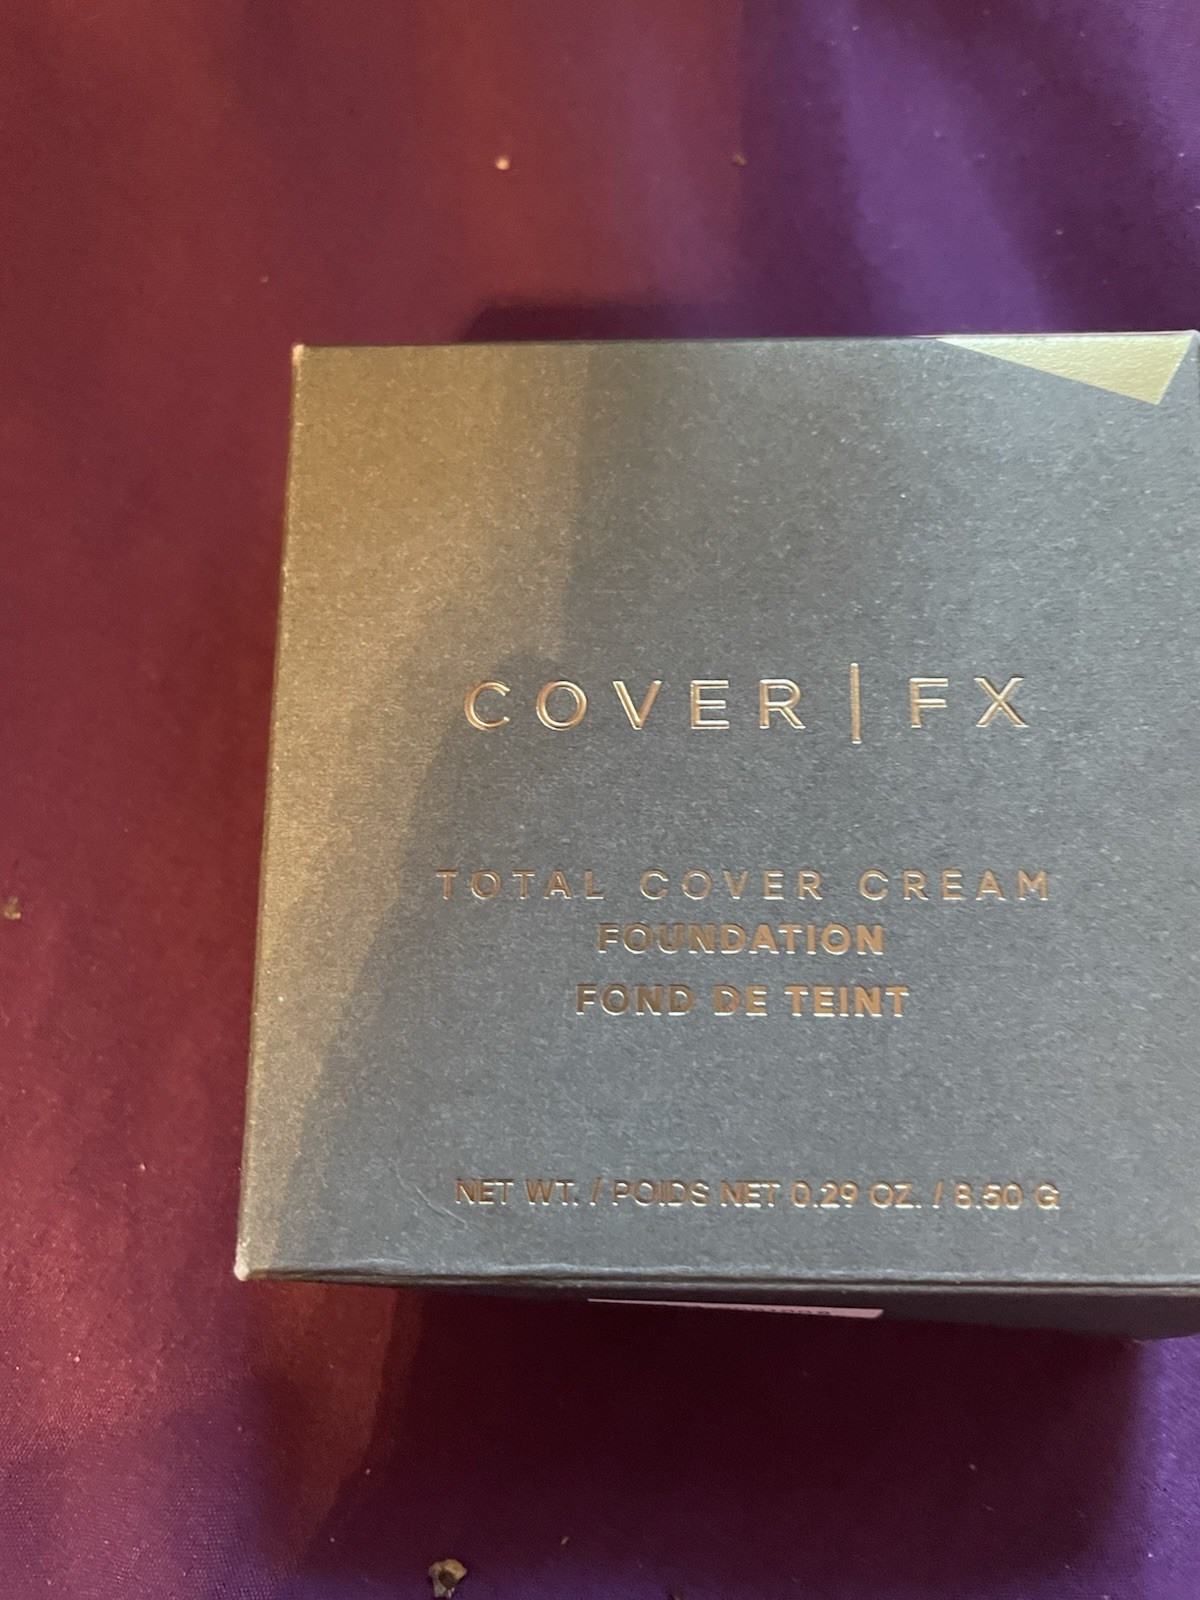 COVER | FX
TOTAL COVER CREAM
FOUNDATION
FOND DE TEINT
NET WT. / POIDS NET 0.29 OZ. / 8.50 G